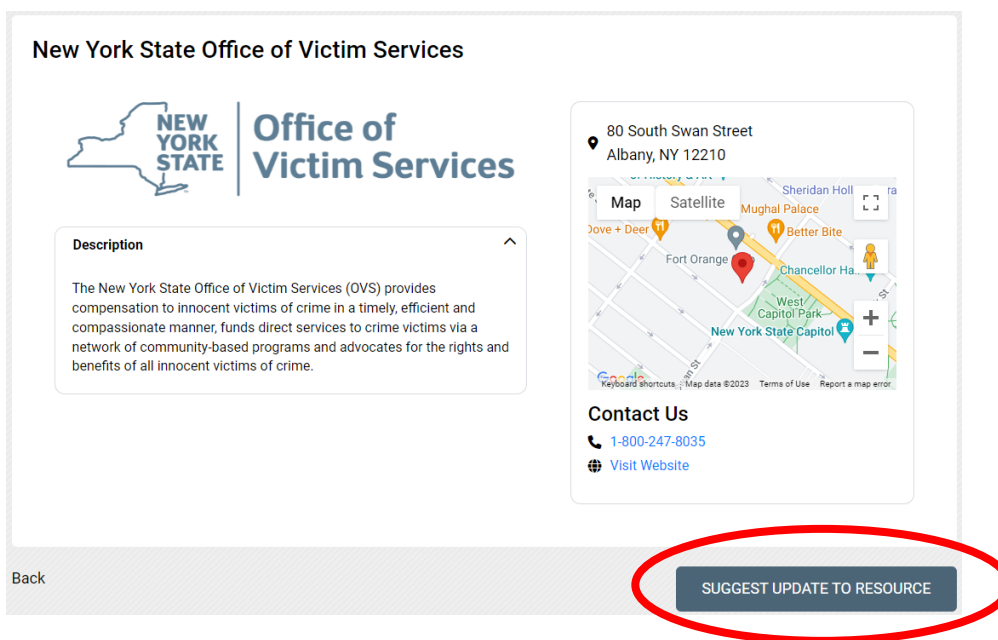 New York State Office of Victim Services
NEW
YORK
STATE
Office of
Victim Services
Description
The New York State Office of Victim Services (OVS) provides
compensation to innocent victims of crime in a timely, efficient and
compassionate manner, funds direct services to crime victims via a
network of community-based programs and advocates for the rights and
benefits of all innocent victims of crime.
80 South Swan Street
Albany, NY 12210
Map
Satellite
Sheridan
Mughal Palace
Dove + Deer
Better Bite
Fort Orange
Chancellor
West
Capitol Park
New York State Capitol
St
Google
Keyboard shortcuts
Map data ©2023
Terms of Use
Report a map error
Contact Us
1-800-247-8035
Visit Website
Back
SUGGEST UPDATE TO RESOURCE